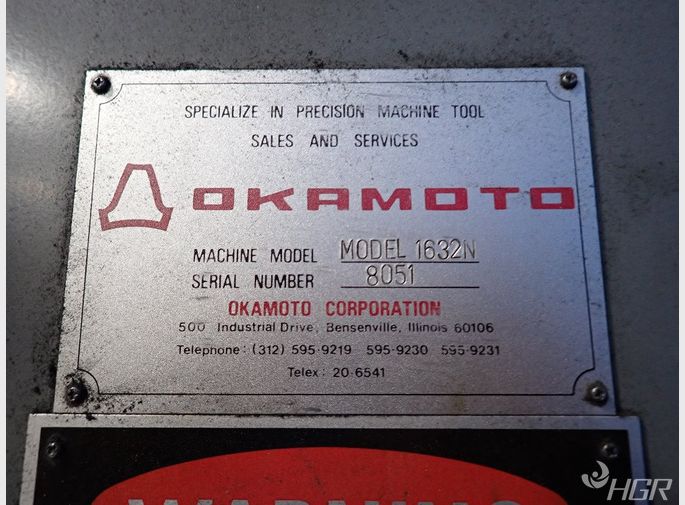 SPECIALIZE IN PRECISION MACHINE TOOL
SALES AND SERVICES
OKAMOTO
MACHINE MODEL MODEL 1632N
SERIAL NUMBER 8051
OKAMOTO CORPORATION
500 Industrial Drive, Bensenville, Illinois 60106
Telephone: (312) 595-9219 595-9230 595-9231
Telex: 20-6541
WARNING
HGR